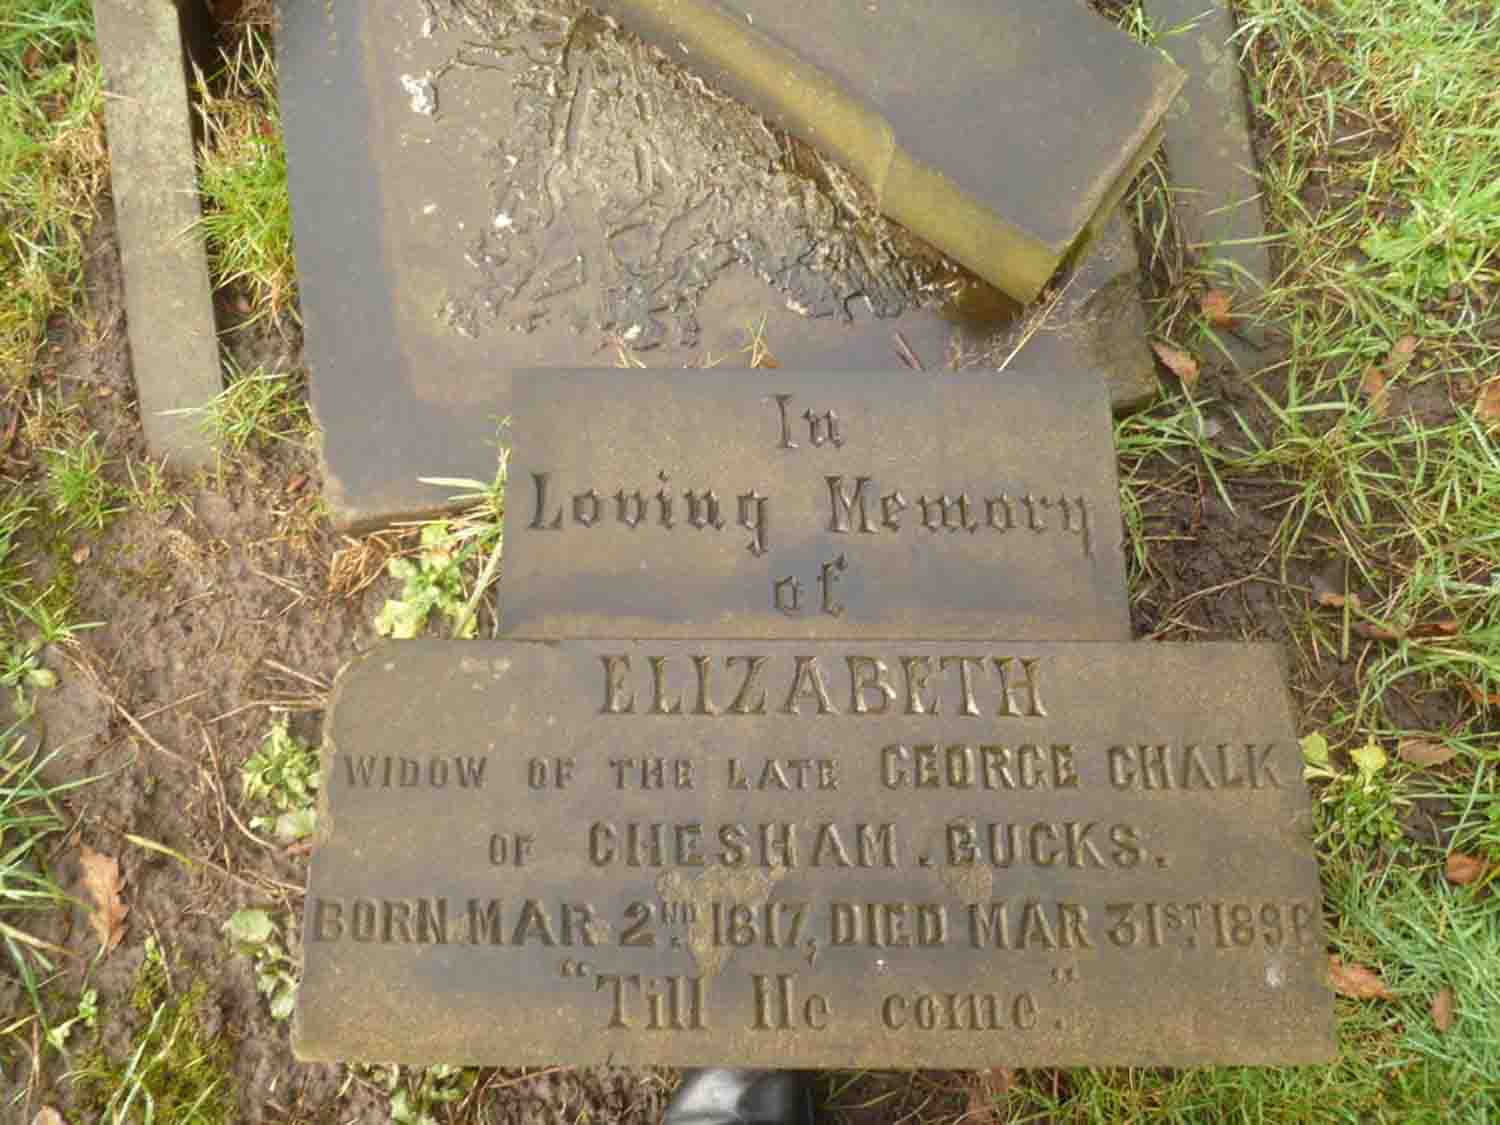 In
Loving Memory
of
ELIZABETH
WIDOW OF THE LATE GEORGE CHALK
OF CHESHAM. BUCKS.
BORN MAR 2ND 1817, DIED MAR 31ST
"Till He come."